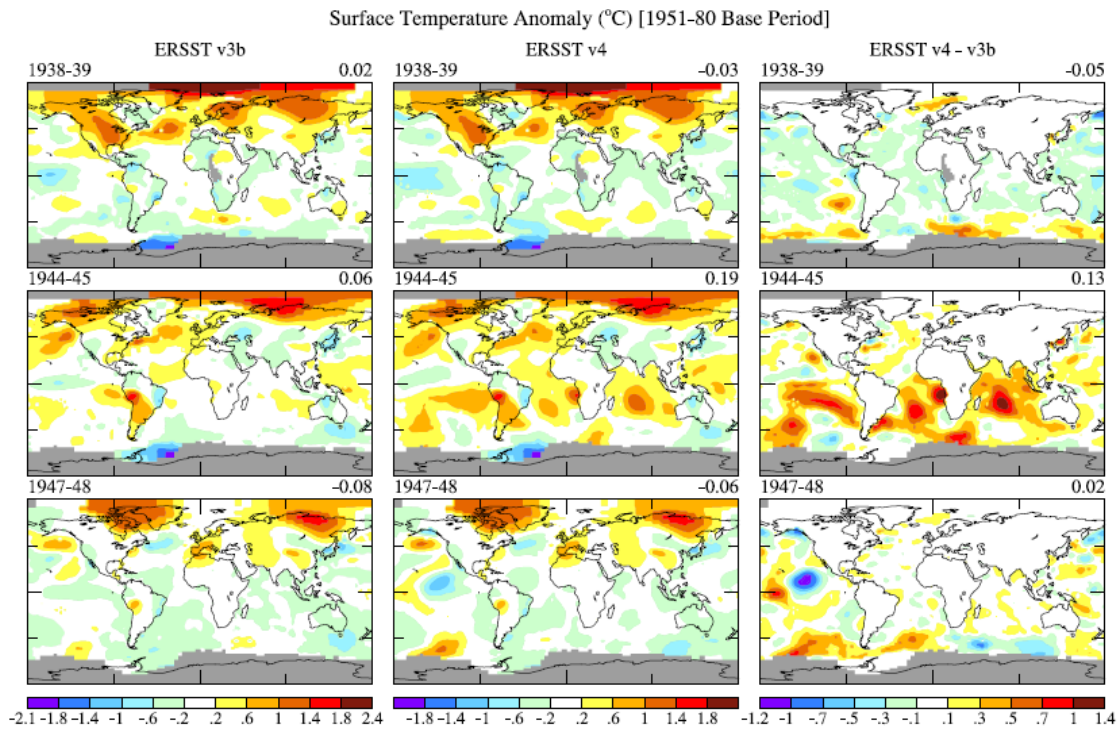 Surface Temperature Anomaly (°C) [1951-80 Base Period]
ERSST v3b ERSST v4 ERSST v4 - v3b
1938-39 0.02 1938-39 -0.03 1938-39 -0.05
1944-45 0.06 1944-45 0.19 1944-45 0.13
1947-48 -0.08 1947-48 -0.06 1947-48 0.02
-2.1 -1.8 -1.4 -1 -.6 -.2 .2 .6 1 1.4 1.8 2.4 -1.8 -1.4 -1 -.6 -.2 .2 .6 1 1.4 1.8 -1.2 -1 -.7 -.5 -.3 -.1 .1 .3 .5 .7 1 1.4